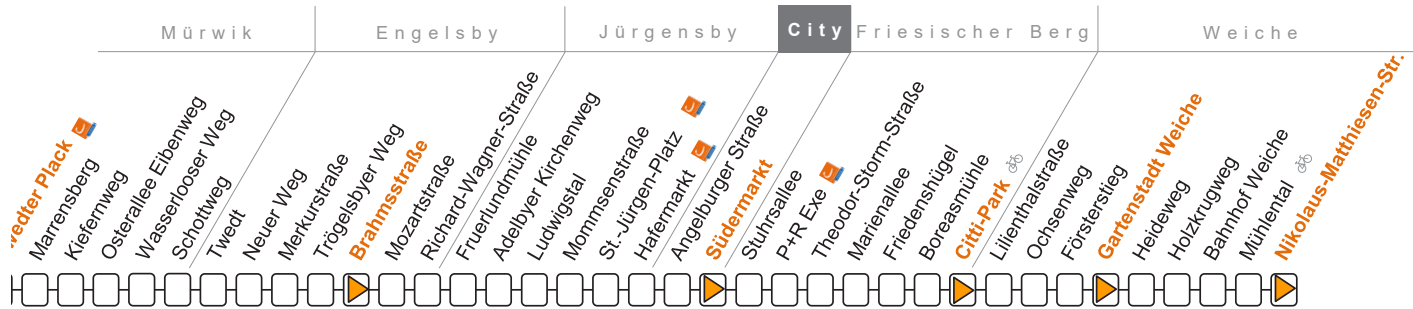 Mürwik
Engelsby
Jürgensby
City
Friesischer Berg
Weiche
wedter Plack
Marrensberg
Kiefernweg
Osterallee Eibenweg
Wasserlooser Weg
Schottweg
Twedt
Neuer Weg
Merkurstraße
Trögelsbyer Weg
Brahmsstraße
Mozartstraße
Richard-Wagner-Straße
Fruerlundmühle
Adelbyer Kirchenweg
Ludwigstal
Mommsenstraße
St.-Jürgen-Platz
Hafermarkt
Angelburger Straße
Südermarkt
Stuhrsallee
P+R Exe
Theodor-Storm-Straße
Marienallee
Friedenshügel
Boreasmühle
Citti-Park
Lilienthalstraße
Ochsenweg
Försterstieg
Gartenstadt Weiche
Heideweg
Holzkrugweg
Bahnhof Weiche
Mühlental
Nikolaus-Matthiesen-Str.